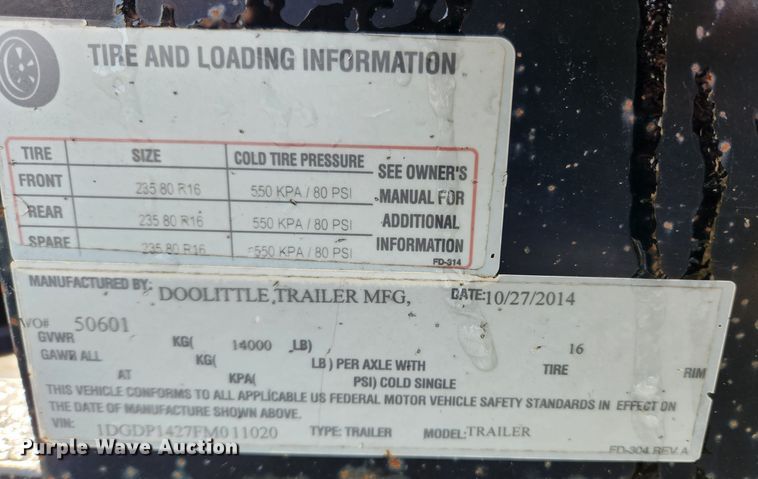 TIRE AND LOADING INFORMATION
TIRE SIZE COLD TIRE PRESSURE SEE OWNER'S MANUAL FOR ADDITIONAL INFORMATION
FRONT 235 80 R16 550 KPA / 80 PSI
REAR 235 80 R16 550 KPA / 80 PSI
SPARE 235 80 R16 550 KPA / 80 PSI
FD-314
MANUFACTURED BY: DOOLITTLE TRAILER MFG, DATE: 10/27/2014
WO# 50601
GVWR KG( 14000 LB) 16
GAWR ALL KG( LB) PER AXLE WITH TIRE RIM
AT KPA( PSI) COLD SINGLE
THIS VEHICLE CONFORMS TO ALL APPLICABLE US FEDERAL MOTOR VEHICLE SAFETY STANDARDS IN EFFECT ON
THE DATE OF MANUFACTURE SHOWN ABOVE.
VIN: 1DGDP1427FM011020 TYPE: TRAILER MODEL: TRAILER
FD-304 REV A
Purple Wave Auction